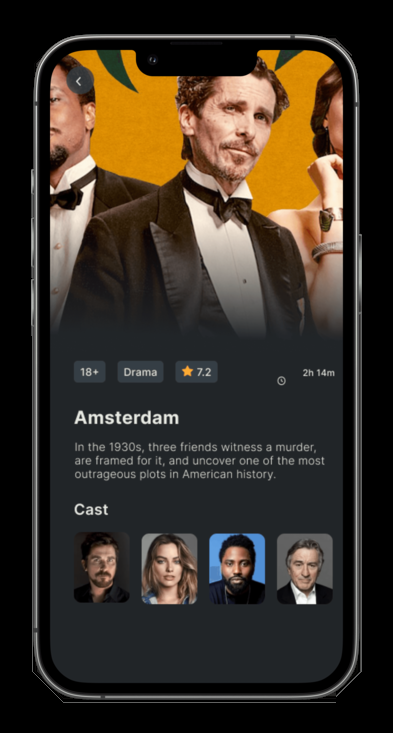 18+
Drama
7.2
2h 14m
Amsterdam
In the 1930s, three friends witness a murder,
are framed for it, and uncover one of the most
outrageous plots in American history.
Cast